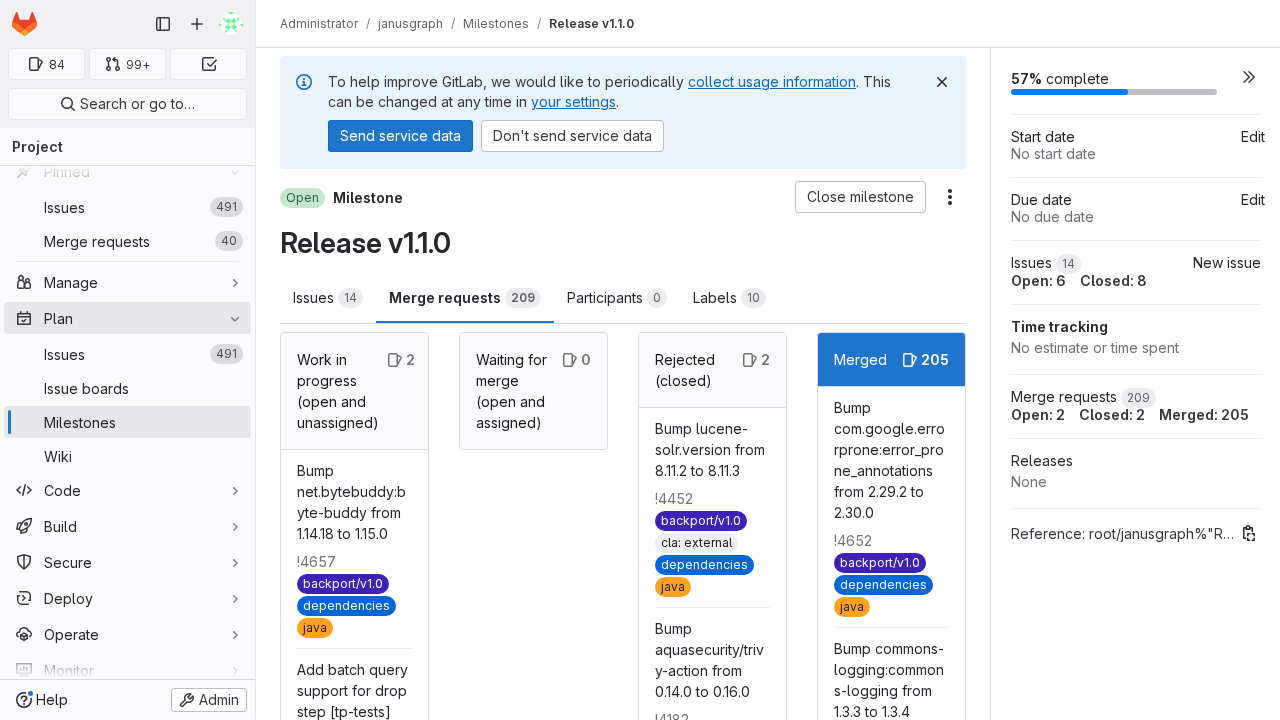 84
99+
Search or go to…
Project
Pinned
Issues
491
Merge requests
40
Manage
Plan
Issues
491
Issue boards
Milestones
Wiki
Code
Build
Secure
Deploy
Operate
Monitor
Help
Admin
Administrator / janusgraph / Milestones / Release v1.1.0
To help improve GitLab, we would like to periodically collect usage information. This
can be changed at any time in your settings.
Send service data
Don't send service data
Open
Milestone
Close milestone
Release v1.1.0
Issues 14
Merge requests 209
Participants 0
Labels 10
Work in
progress
(open and
unassigned)
2
Bump
net.bytebuddy:b
yte-buddy from
1.14.18 to 1.15.0
!4657
backport/v1.0
dependencies
java
Add batch query
support for drop
step [tp-tests]
Waiting for
merge
(open and
assigned)
0
Rejected
(closed)
2
Bump lucene-
solr.version from
8.11.2 to 8.11.3
!4452
backport/v1.0
cla: external
dependencies
java
Bump
aquasecurity/triv
y-action from
0.14.0 to 0.16.0
!4182
Merged
205
Bump
com.google.erro
rprone:error_pro
ne_annotations
from 2.29.2 to
2.30.0
!4652
backport/v1.0
dependencies
java
Bump commons-
logging:common
s-logging from
1.3.3 to 1.3.4
57% complete
Start date
Edit
No start date
Due date
Edit
No due date
Issues 14
New issue
Open: 6 Closed: 8
Time tracking
No estimate or time spent
Merge requests 209
Open: 2 Closed: 2 Merged: 205
Releases
None
Reference: root/janusgraph%"R…